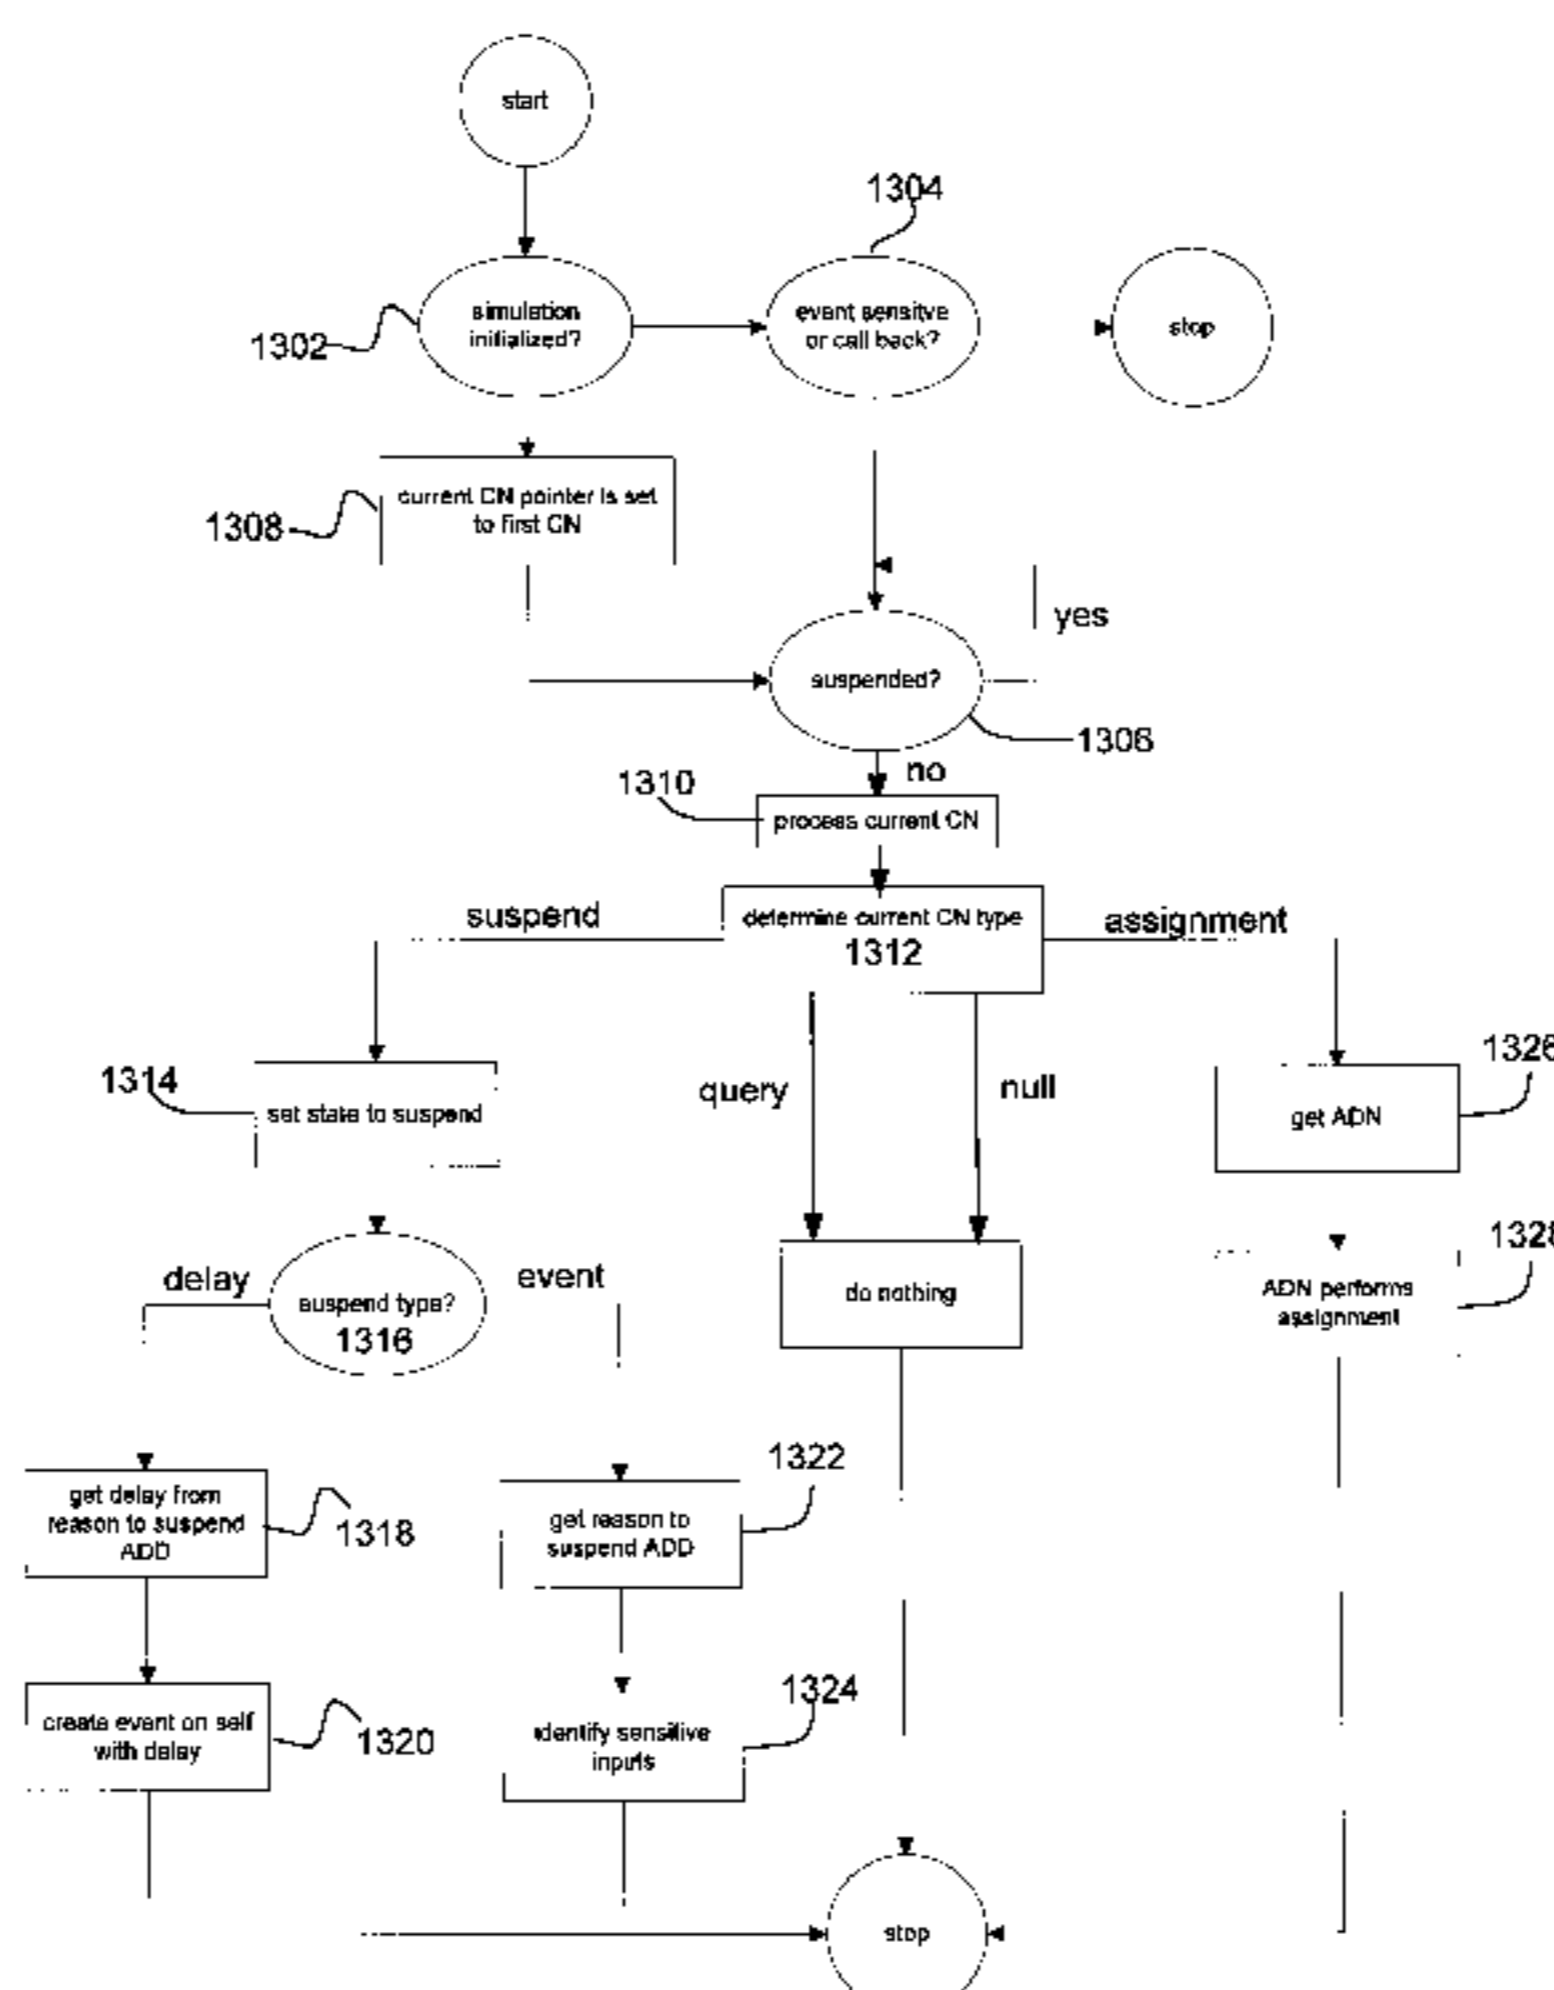 start
1304
simulation
initialized?
event sensitve
or call back?
stop
1302
current CN pointer is set
to first CN
1308
yes
suspended?
1306
no
1310
process current CN
suspend
determine current CN type
1312
assignment
1314
set state to suspend
query
null
1326
get ADN
delay
event
suspend type?
1316
do nothing
1328
ADN performs
assignment
get delay from
reason to suspend
ADD
1318
get reason to
suspend ADD
1322
create event on self
with delay
1320
identify sensitive
inputs
1324
stop